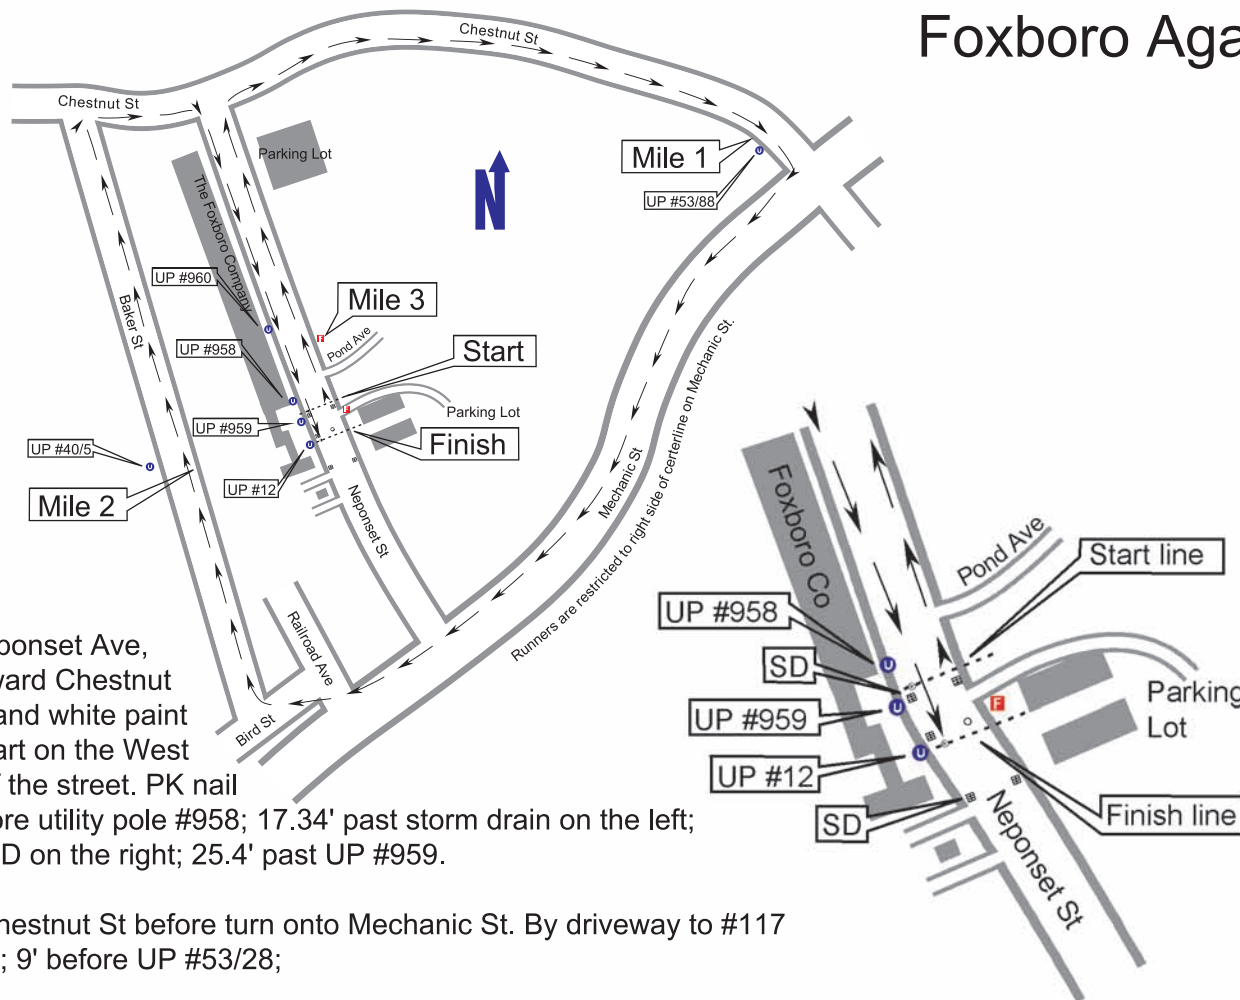 Foxboro Aga
Chestnut St
Chestnut St
Parking Lot
Mile 1
UP #53/88
The Foxboro Company
UP #960
Baker St
Mile 3
UP #958
Pond Ave
Start
Parking Lot
UP #959
Finish
UP #40/5
UP #12
Mile 2
Neponset St
Mechanic St
Runners are restricted to right side of certerline on Mechanic St.
Railroad Ave
Bird St
Foxboro Co
Pond Ave
Start line
UP #958
SD
UP #959
Parking
Lot
UP #12
SD
Finish line
Neponset St
ponset Ave,
ward Chestnut
and white paint
art on the West
f the street. PK nail
ore utility pole #958; 17.34' past storm drain on the left;
D on the right; 25.4' past UP #959.
hestnut St before turn onto Mechanic St. By driveway to #117
; 9' before UP #53/28;
N
F
F
F
U
U
U
U
U
U
U
U
U